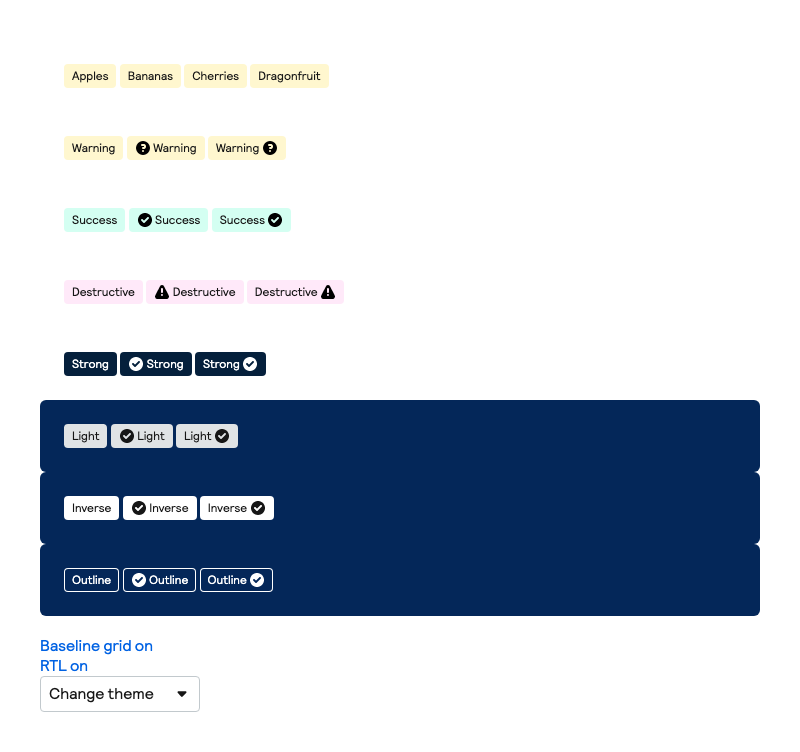 Apples Bananas Cherries Dragonfruit
Warning Warning Warning
Success Success Success
Destructive Destructive Destructive
Strong Strong Strong
Light Light Light
Inverse Inverse Inverse
Outline Outline Outline
Baseline grid on
RTL on
Change theme